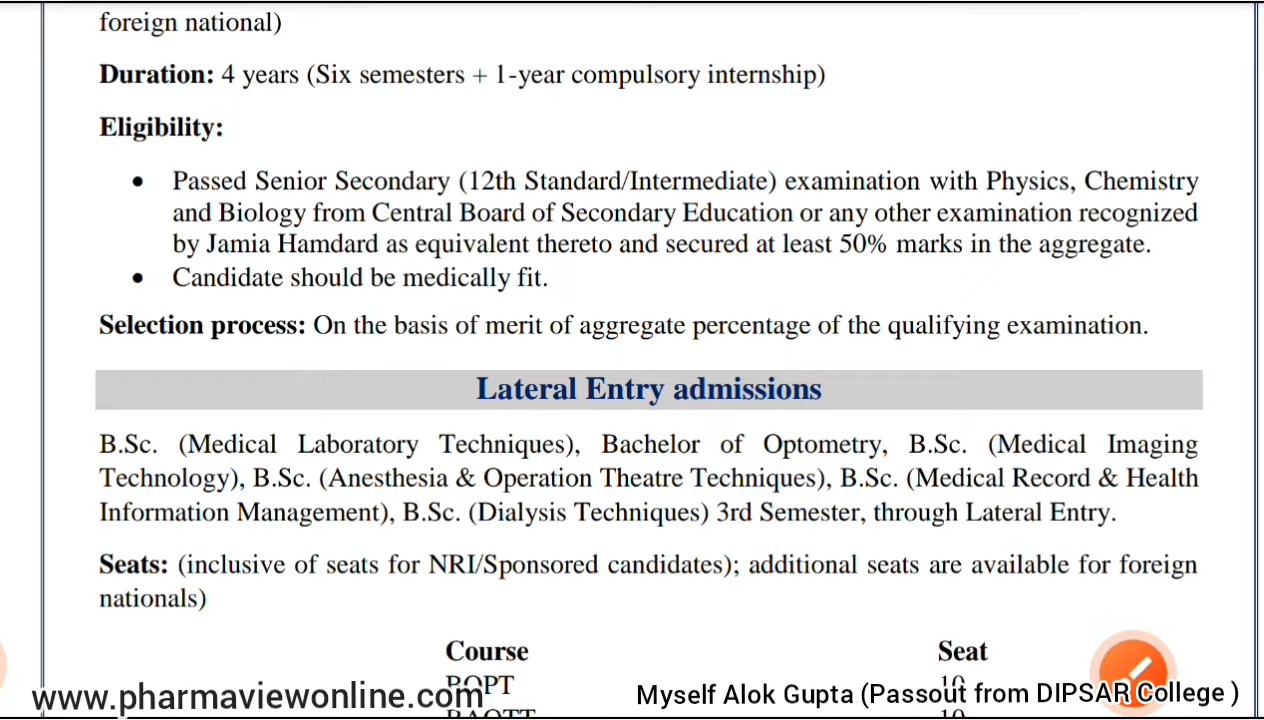 foreign national)
Duration: 4 years (Six semesters + 1-year compulsory internship)
Eligibility:
• Passed Senior Secondary (12th Standard/Intermediate) examination with Physics, Chemistry
and Biology from Central Board of Secondary Education or any other examination recognized
by Jamia Hamdard as equivalent thereto and secured at least 50% marks in the aggregate.
• Candidate should be medically fit.
Selection process: On the basis of merit of aggregate percentage of the qualifying examination.
Lateral Entry admissions
B.Sc. (Medical Laboratory Techniques), Bachelor of Optometry, B.Sc. (Medical Imaging
Technology), B.Sc. (Anesthesia & Operation Theatre Techniques), B.Sc. (Medical Record & Health
Information Management), B.Sc. (Dialysis Techniques) 3rd Semester, through Lateral Entry.
Seats: (inclusive of seats for NRI/Sponsored candidates); additional seats are available for foreign
nationals)
Course Seat
BOPT 10
www.pharmaviewonline.com Myself Alok Gupta (Passout from DIPSAR College )